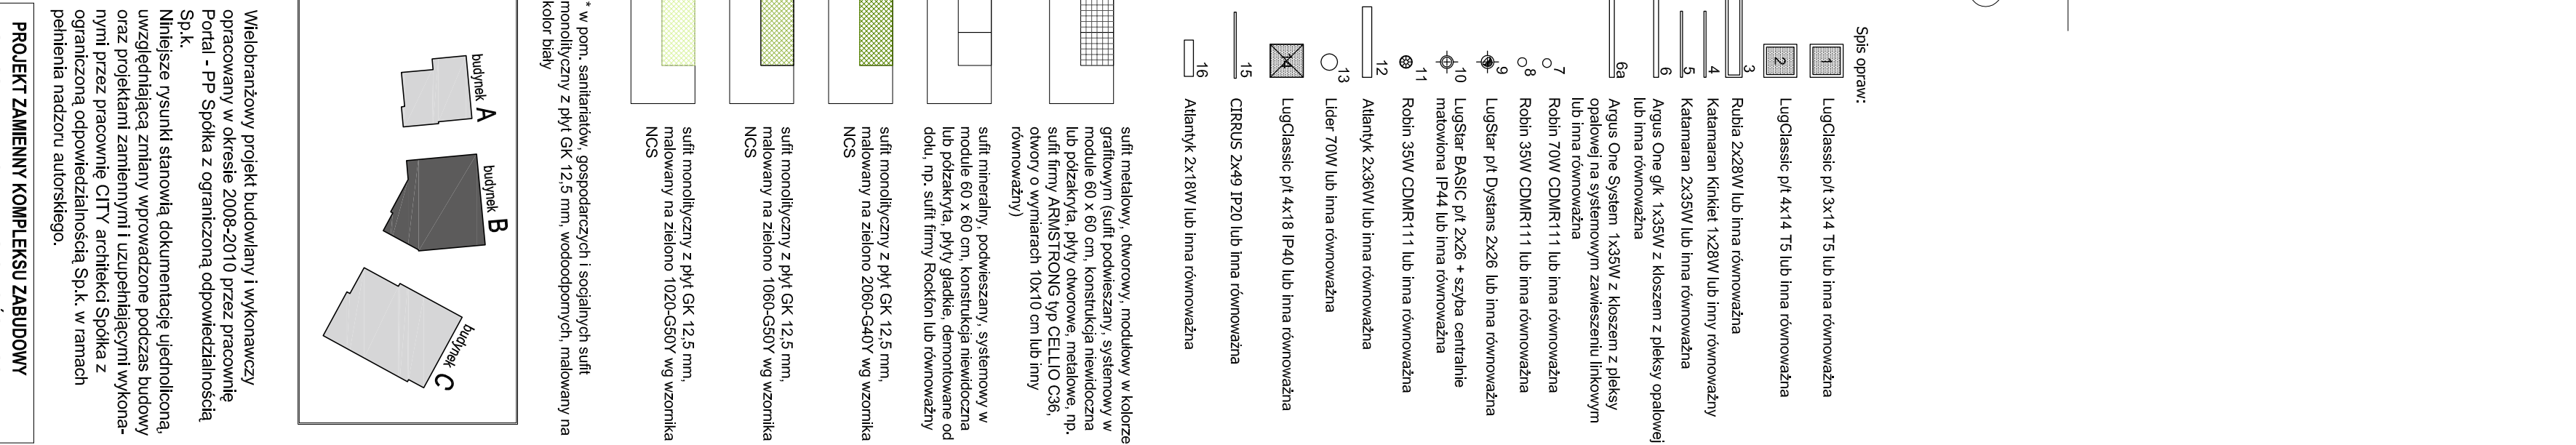 Spis opraw:
1 LugClassic p/t 3x14 T5 lub inna równoważna
2 LugClassic p/t 4x14 T5 lub inna równoważna
3 Rubia 2x28W lub inna równoważna
4 Katamaran Kinkiet 1x28W lub inny równoważny
5 Katamaran 2x35W lub inna równoważna
6 Argus One g/k 1x35W z kloszem z pleksy opalowej
lub inna równoważna
6a Argus One System 1x35W z kloszem z pleksy
opalowej na systemowym zawieszeniu linkowym
lub inna równoważna
7 Robin 70W CDMR111 lub inna równoważna
8 Robin 35W CDMR111 lub inna równoważna
9 LugStar p/t Dystans 2x26 lub inna równoważna
10 LugStar BASIC p/t 2x26 + szyba centralnie
matowiona IP44 lub inna równoważna
11 Robin 35W CDMR111 lub inna równoważna
12 Atlantyk 2x36W lub inna równoważna
13 Lider 70W lub inna równoważna
14 LugClassic p/t 4x18 IP40 lub inna równoważna
15 CIRRUS 2x49 IP20 lub inna równoważna
16 Atlantyk 2x18W lub inna równoważna
sufit metalowy, otworowy, modułowy w kolorze
grafitowym (sufit podwieszany, systemowy w
module 60 x 60 cm, konstrukcja niewidoczna
lub półzakryta, płyty otworowe, metalowe, np.
sufit firmy ARMSTRONG typ CELLIO C36,
otwory o wymiarach 10x10 cm lub inny
równoważny)
sufit mineralny, podwieszany, systemowy w
module 60 x 60 cm, konstrukcja niewidoczna
lub półzakryta, płyty gładkie, demontowane od
dołu, np. sufit firmy Rockfon lub równoważny
sufit monolityczny z płyt GK 12,5 mm,
malowany na zielono 2060-G40Y wg wzornika
sufit monolityczny z płyt GK 12,5 mm,
malowany na zielono 1060-G50Y wg wzornika
NCS
sufit monolityczny z płyt GK 12,5 mm,
malowany na zielono 1020-G50Y wg wzornika
NCS
* w pom. sanitariatów, gospodarczych i socjalnych sufit
monolityczny z płyt GK 12,5 mm, wodoodpornych, malowany na
kolor biały
budynek A
budynek B
budynek C
Wielobranżowy projekt budowlany i wykonawczy
opracowany w okresie 2008-2010 przez pracownię
Portal - PP Spółka z ograniczoną odpowiedzialnością
Sp.k.
Niniejsze rysunki stanowią dokumentację ujednoliconą,
uwzględniającą zmiany wprowadzone podczas budowy
oraz projektami zamiennymi i uzupełniającymi wykona-
nymi przez pracownię CITY architekci Spółka z
ograniczoną odpowiedzialnością Sp.k. w ramach
pełnienia nadzoru autorskiego.
PROJEKT ZAMIENNY KOMPLEKSU ZABUDOWY